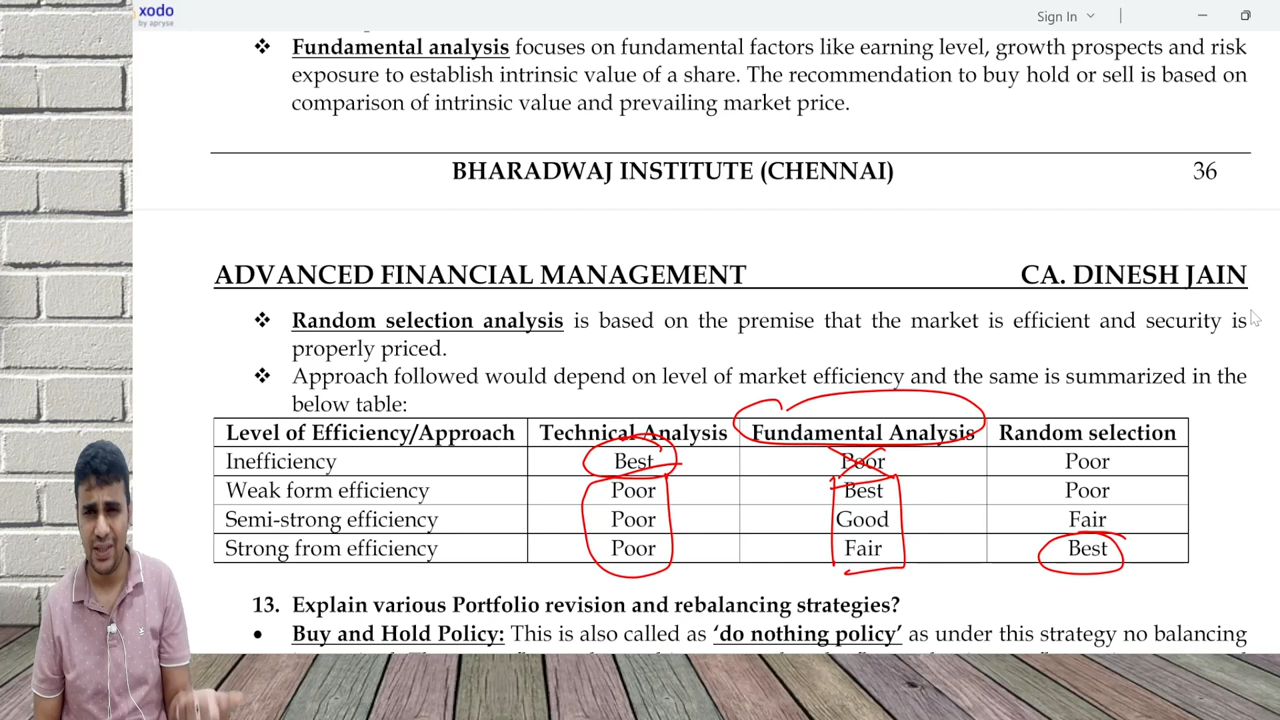 xodo
by apryse
Sign In
❖ Fundamental analysis focuses on fundamental factors like earning level, growth prospects and risk
exposure to establish intrinsic value of a share. The recommendation to buy hold or sell is based on
comparison of intrinsic value and prevailing market price.
BHARADWAJ INSTITUTE (CHENNAI) 36
ADVANCED FINANCIAL MANAGEMENT CA. DINESH JAIN
❖ Random selection analysis is based on the premise that the market is efficient and security is
properly priced.
❖ Approach followed would depend on level of market efficiency and the same is summarized in the
below table:
Level of Efficiency/Approach Technical Analysis Fundamental Analysis Random selection
Inefficiency Best Poor Poor
Weak form efficiency Poor Best Poor
Semi-strong efficiency Poor Good Fair
Strong from efficiency Poor Fair Best
13. Explain various Portfolio revision and rebalancing strategies?
• Buy and Hold Policy: This is also called as 'do nothing policy' as under this strategy no balancing